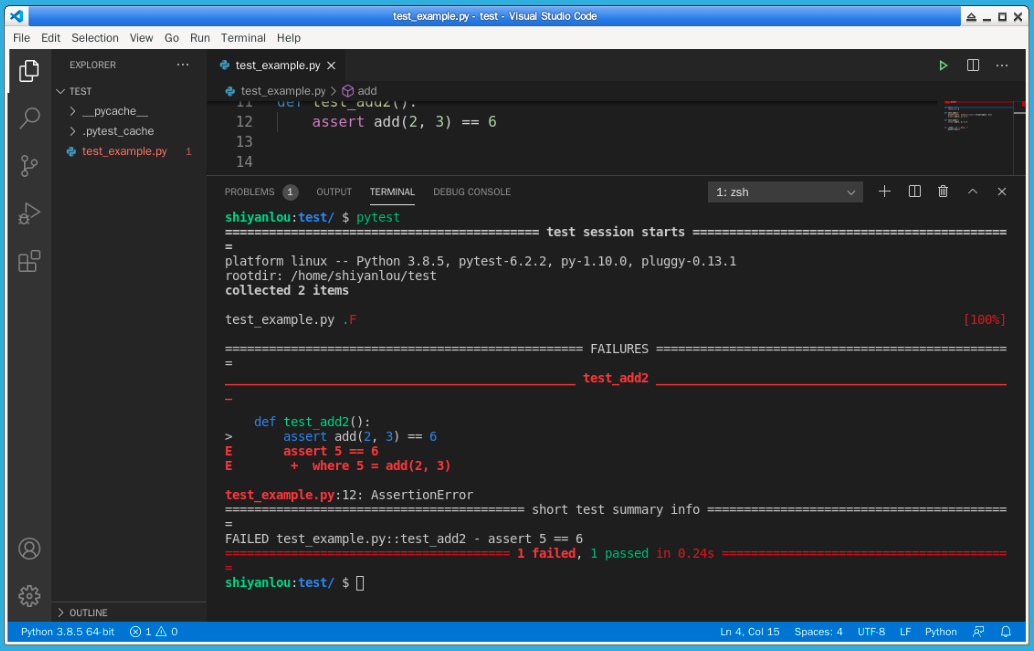 test_example.py - test - Visual Studio Code
File Edit Selection View Go Run Terminal Help
EXPLORER
TEST
__pycache__
.pytest_cache
test_example.py 1
OUTLINE
test_example.py
test_example.py > add
11 def test_add2():
12 assert add(2, 3) == 6
13
14
PROBLEMS 1 OUTPUT TERMINAL DEBUG CONSOLE 1: zsh
shiyanlou:test/ $ pytest
=========================================== test session starts ===========================================
=
platform linux -- Python 3.8.5, pytest-6.2.2, py-1.10.0, pluggy-0.13.1
rootdir: /home/shiyanlou/test
collected 2 items
test_example.py .F [100%]
================================================= FAILURES ================================================
=
________________________________________________ test_add2 ________________________________________________
_
def test_add2():
> assert add(2, 3) == 6
E assert 5 == 6
E + where 5 = add(2, 3)
test_example.py:12: AssertionError
========================================= short test summary info =========================================
=
FAILED test_example.py::test_add2 - assert 5 == 6
======================================= 1 failed, 1 passed in 0.24s =======================================
=
shiyanlou:test/ $
Python 3.8.5 64-bit 1 0 Ln 4, Col 15 Spaces: 4 UTF-8 LF Python